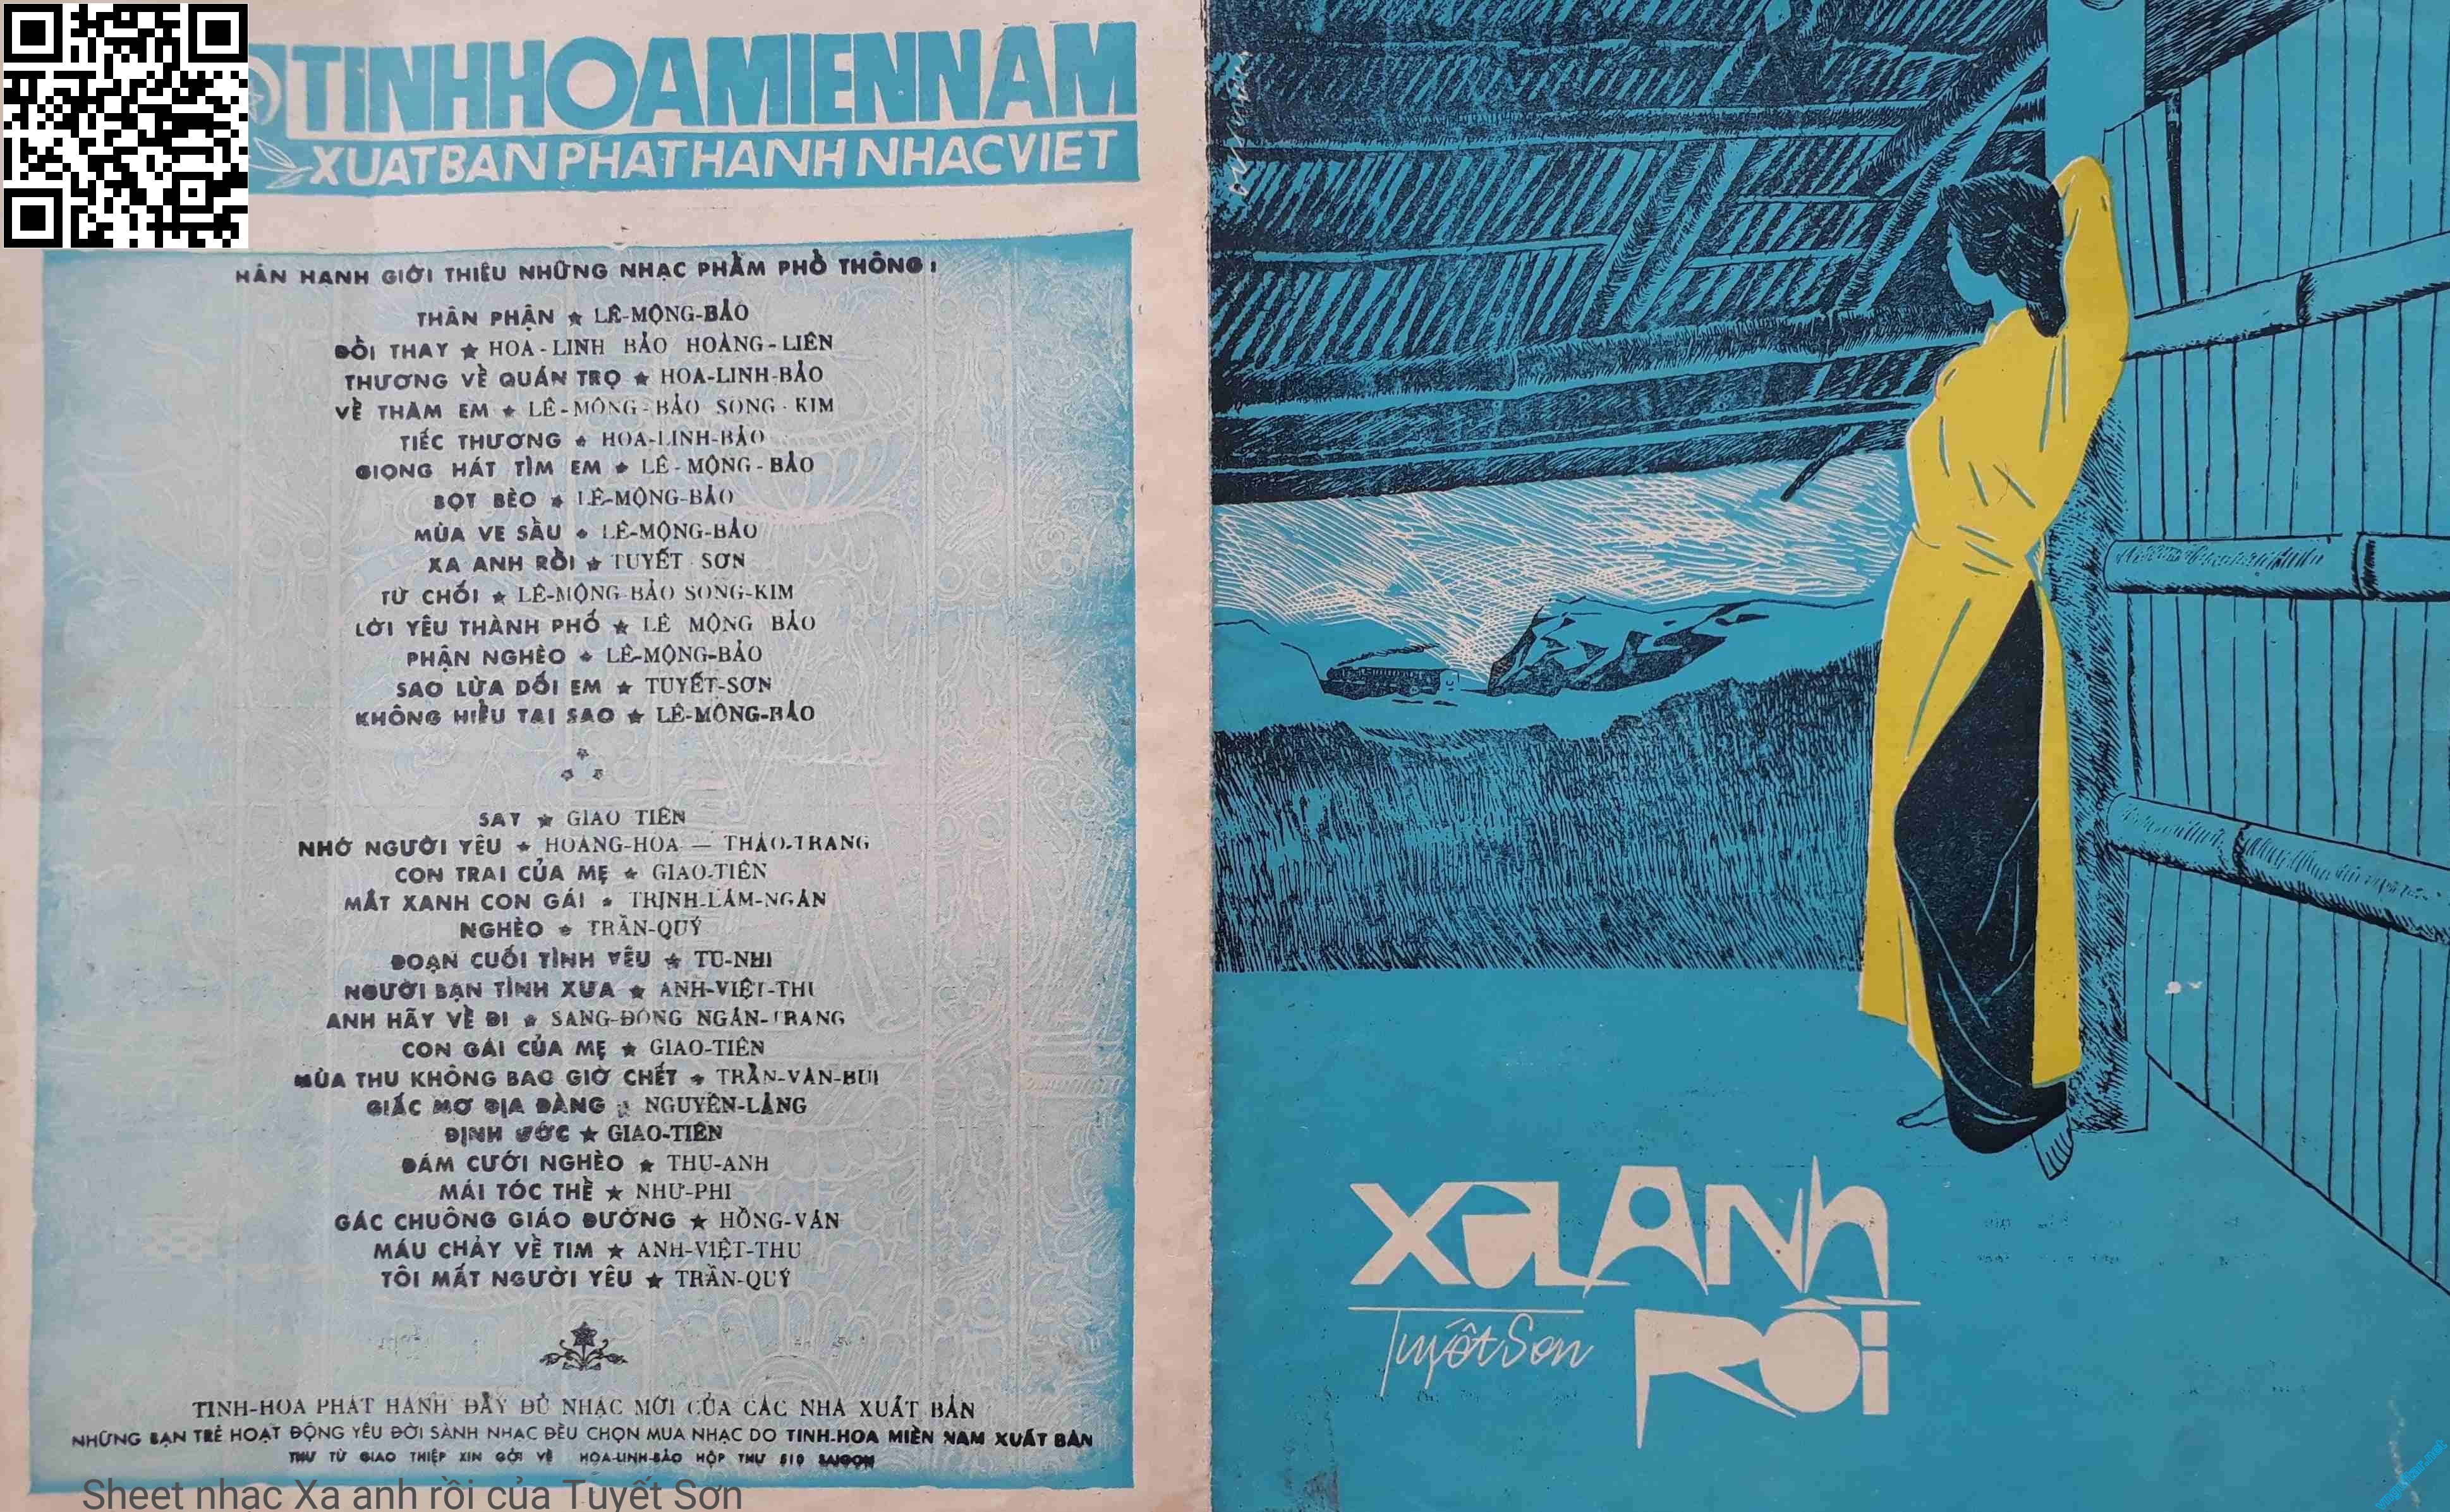 TINHHOAMIENNAM
XUATBANPHATHANHNHACVIET
HÂN HẠNH GIỚI THIỆU NHỮNG NHẠC PHẨM PHỔ THÔNG :
THÂN PHẬN ★ LÊ-MỘNG-BẢO
ĐỔI THAY ★ HOA-LINH BẢO HOÀNG-LIÊN
THƯƠNG VỀ QUÁN TRỌ ★ HOA-LINH-BẢO
VỀ THĂM EM ★ LÊ-MỘNG-BẢO SONG-KIM
TIẾC THƯƠNG ★ HOA-LINH-BẢO
GIỌNG HÁT TÌM EM ★ LÊ-MỘNG-BẢO
BỌT BÈO ★ LÊ-MỘNG-BẢO
MÙA VE SẦU ★ LÊ-MỘNG-BẢO
XA ANH RỒI ★ TUYẾT SƠN
TỪ CHỐI ★ LÊ-MỘNG-BẢO SONG-KIM
LỜI YÊU THÀNH PHỐ ★ LÊ MỘNG BẢO
PHẬN NGHÈO ★ LÊ-MỘNG-BẢO
SAO LỪA DỐI EM ★ TUYẾT-SƠN
KHÔNG HIỂU TẠI SAO ★ LÊ-MỘNG-BẢO
SAY ★ GIAO TIÊN
NHỚ NGƯỜI YÊU ★ HOÀNG-HOA — THẢO-TRANG
CON TRAI CỦA MẸ ★ GIAO-TIÊN
MẮT XANH CON GÁI ★ TRỊNH-LÂM-NGÂN
NGHÈO ★ TRẦN-QUÝ
ĐOẠN CUỐI TÌNH YÊU ★ TÚ-NHI
NGƯỜI BẠN TÌNH XƯA ★ ANH-VIỆT-THU
ANH HÃY VỀ ĐI ★ SANG-ĐÔNG NGÂN-TRANG
CON GÁI CỦA MẸ ★ GIAO-TIÊN
MÙA THU KHÔNG BAO GIỜ CHẾT ★ TRẦN-VĂN-BÙI
GIẤC MƠ ĐỊA ĐÀNG ★ NGUYÊN-LÃNG
ĐỊNH ƯỚC ★ GIAO-TIÊN
ĐÁM CƯỚI NGHÈO ★ THU-ANH
MÁI TÓC THỀ ★ NHƯ-PHI
GÁC CHUÔNG GIÁO ĐƯỜNG ★ HỒNG-VÂN
MÁU CHẢY VỀ TIM ★ ANH-VIỆT-THU
TÔI MẤT NGƯỜI YÊU ★ TRẦN-QUÝ
TINH-HOA PHÁT HÀNH ĐẦY ĐỦ NHẠC MỚI CỦA CÁC NHÀ XUẤT BẢN
NHỮNG BẠN TRẺ HOẠT ĐỘNG YÊU ĐỜI SÀNH NHẠC ĐỀU CHỌN MUA NHẠC DO TINH-HOA MIỀN NAM XUẤT BẢN
THƯ TỪ GIAO THIỆP XIN GỞI VỀ HOA-LINH-BẢO HỘP THƯ 510 SAIGON
Sheet nhạc Xa anh rồi của Tuyết Sơn
Xa ANh
Tuyết Sơn
RỒi